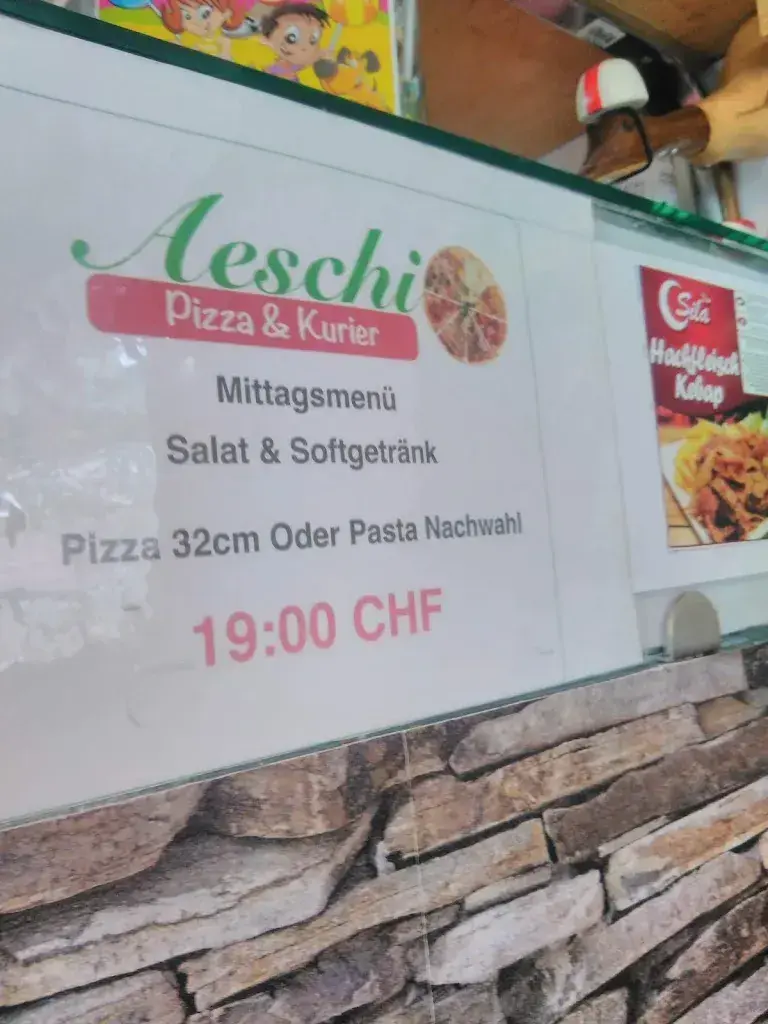 Aeschi
Pizza & Kurier
Mittagsmenü
Salat & Softgetränk
Pizza 32cm Oder Pasta Nachwahl
19:00 CHF
Sila
Hackfleisch
Kebap